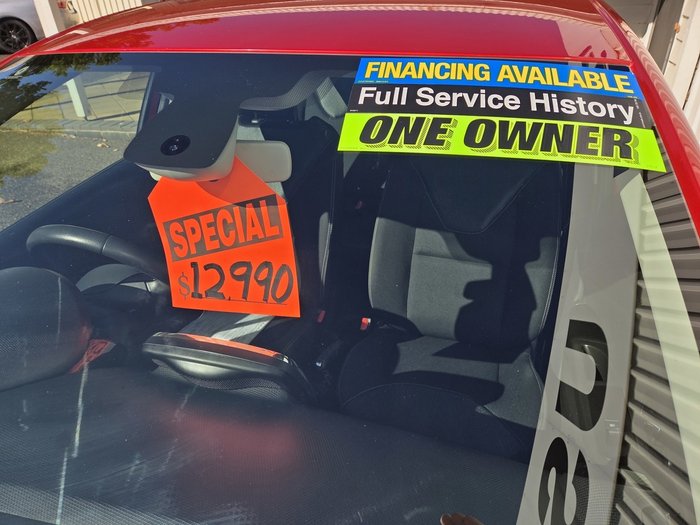 FINANCING AVAILABLE
Full Service History
ONE OWNER
SPECIAL
$12,990